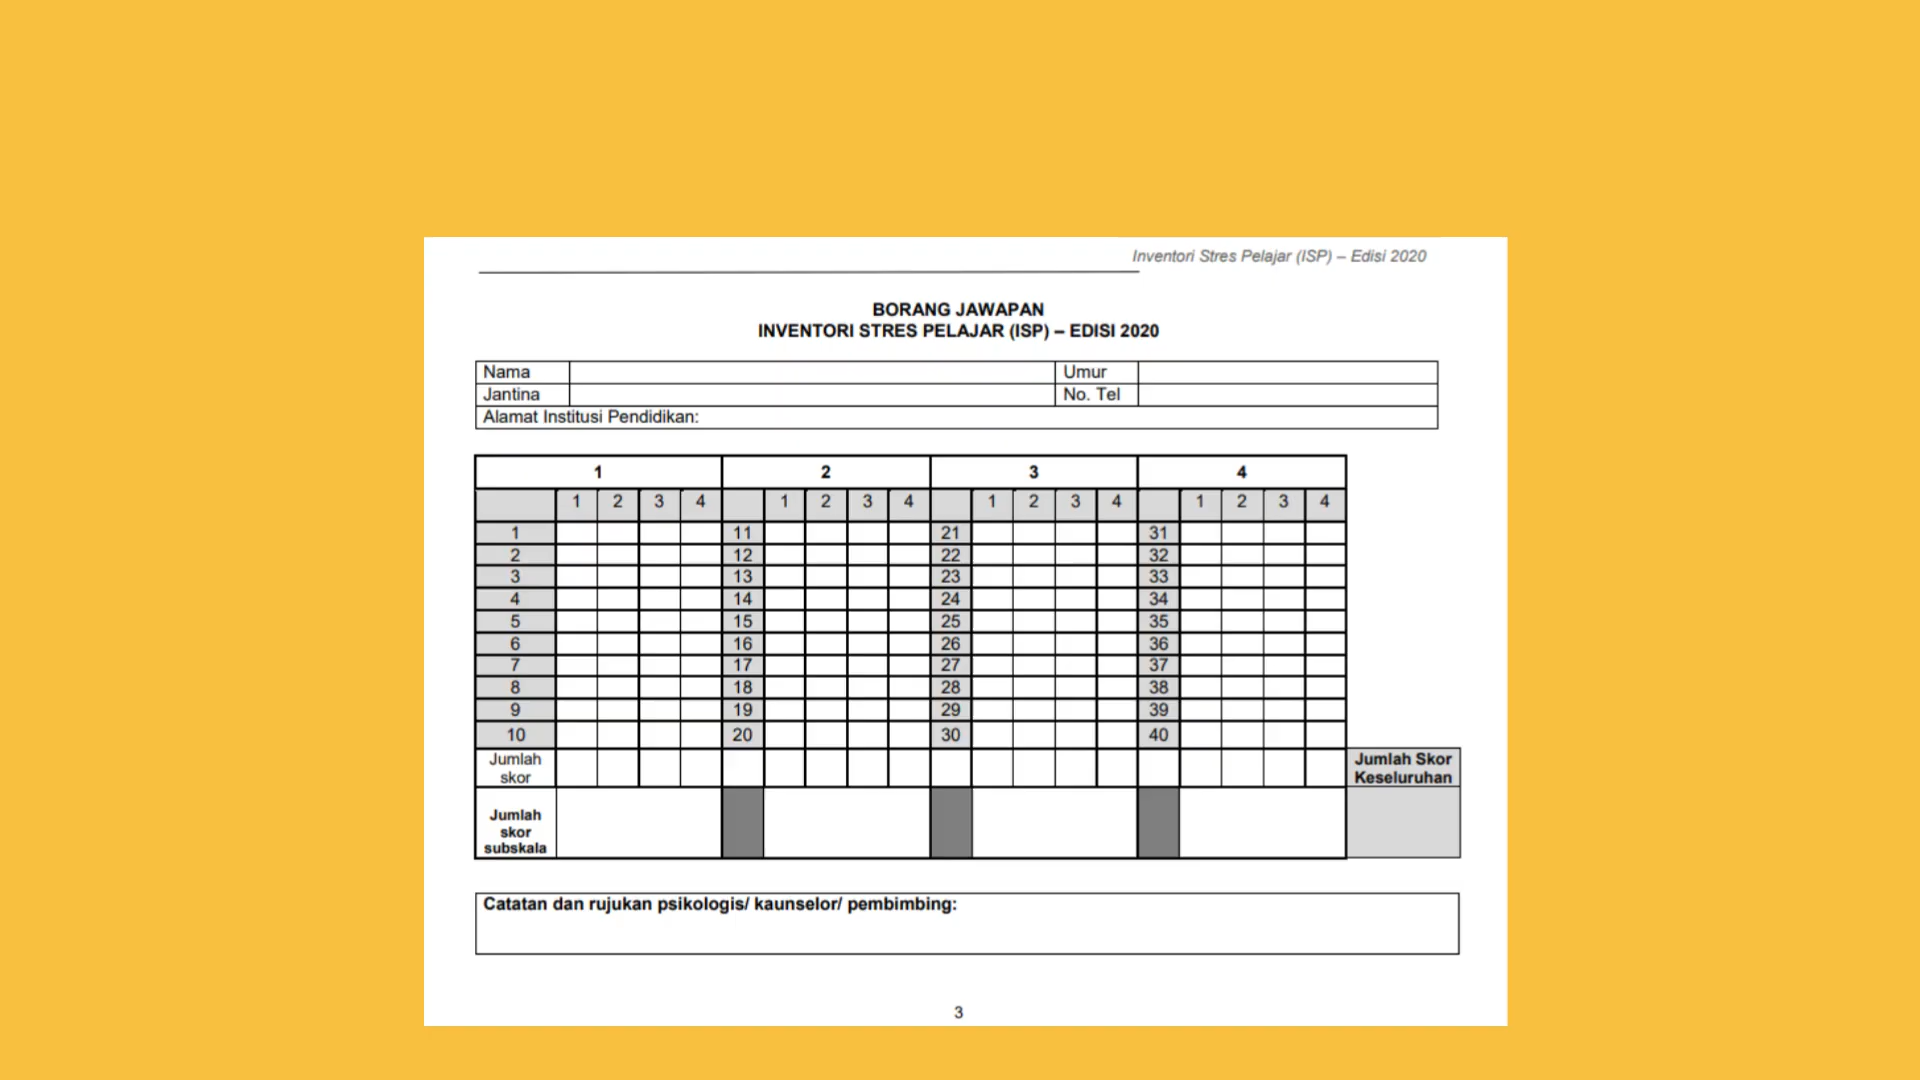 Inventori Stres Pelajar (ISP) – Edisi 2020
BORANG JAWAPAN
INVENTORI STRES PELAJAR (ISP) – EDISI 2020
Nama Umur
Jantina No. Tel
Alamat Institusi Pendidikan:
1 2 3 4
1 2 3 4 1 2 3 4 1 2 3 4 1 2 3 4
1 11 21 31
2 12 22 32
3 13 23 33
4 14 24 34
5 15 25 35
6 16 26 36
7 17 27 37
8 18 28 38
9 19 29 39
10 20 30 40
Jumlah Jumlah Skor
skor Keseluruhan
Jumlah
skor
subskala
Catatan dan rujukan psikologis/ kaunselor/ pembimbing:
3